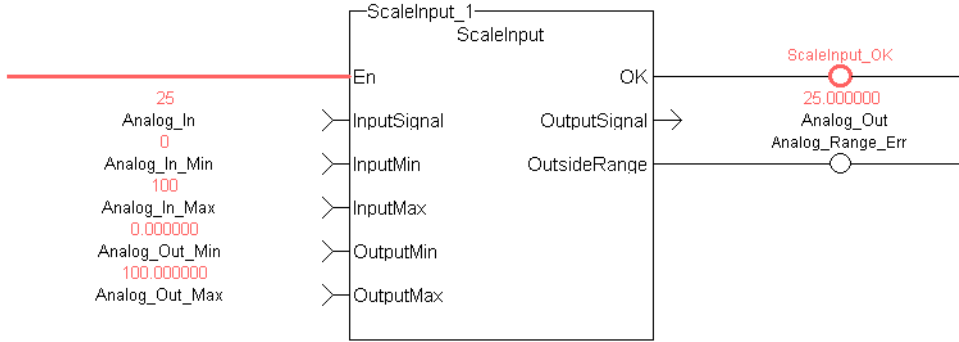 ScaleInput_1
ScaleInput
En
OK
ScaleInput_OK
25
Analog_In
InputSignal
OutputSignal
25.000000
Analog_Out
0
Analog_In_Min
InputMin
OutsideRange
Analog_Range_Err
100
Analog_In_Max
InputMax
0.000000
Analog_Out_Min
OutputMin
100.000000
Analog_Out_Max
OutputMax